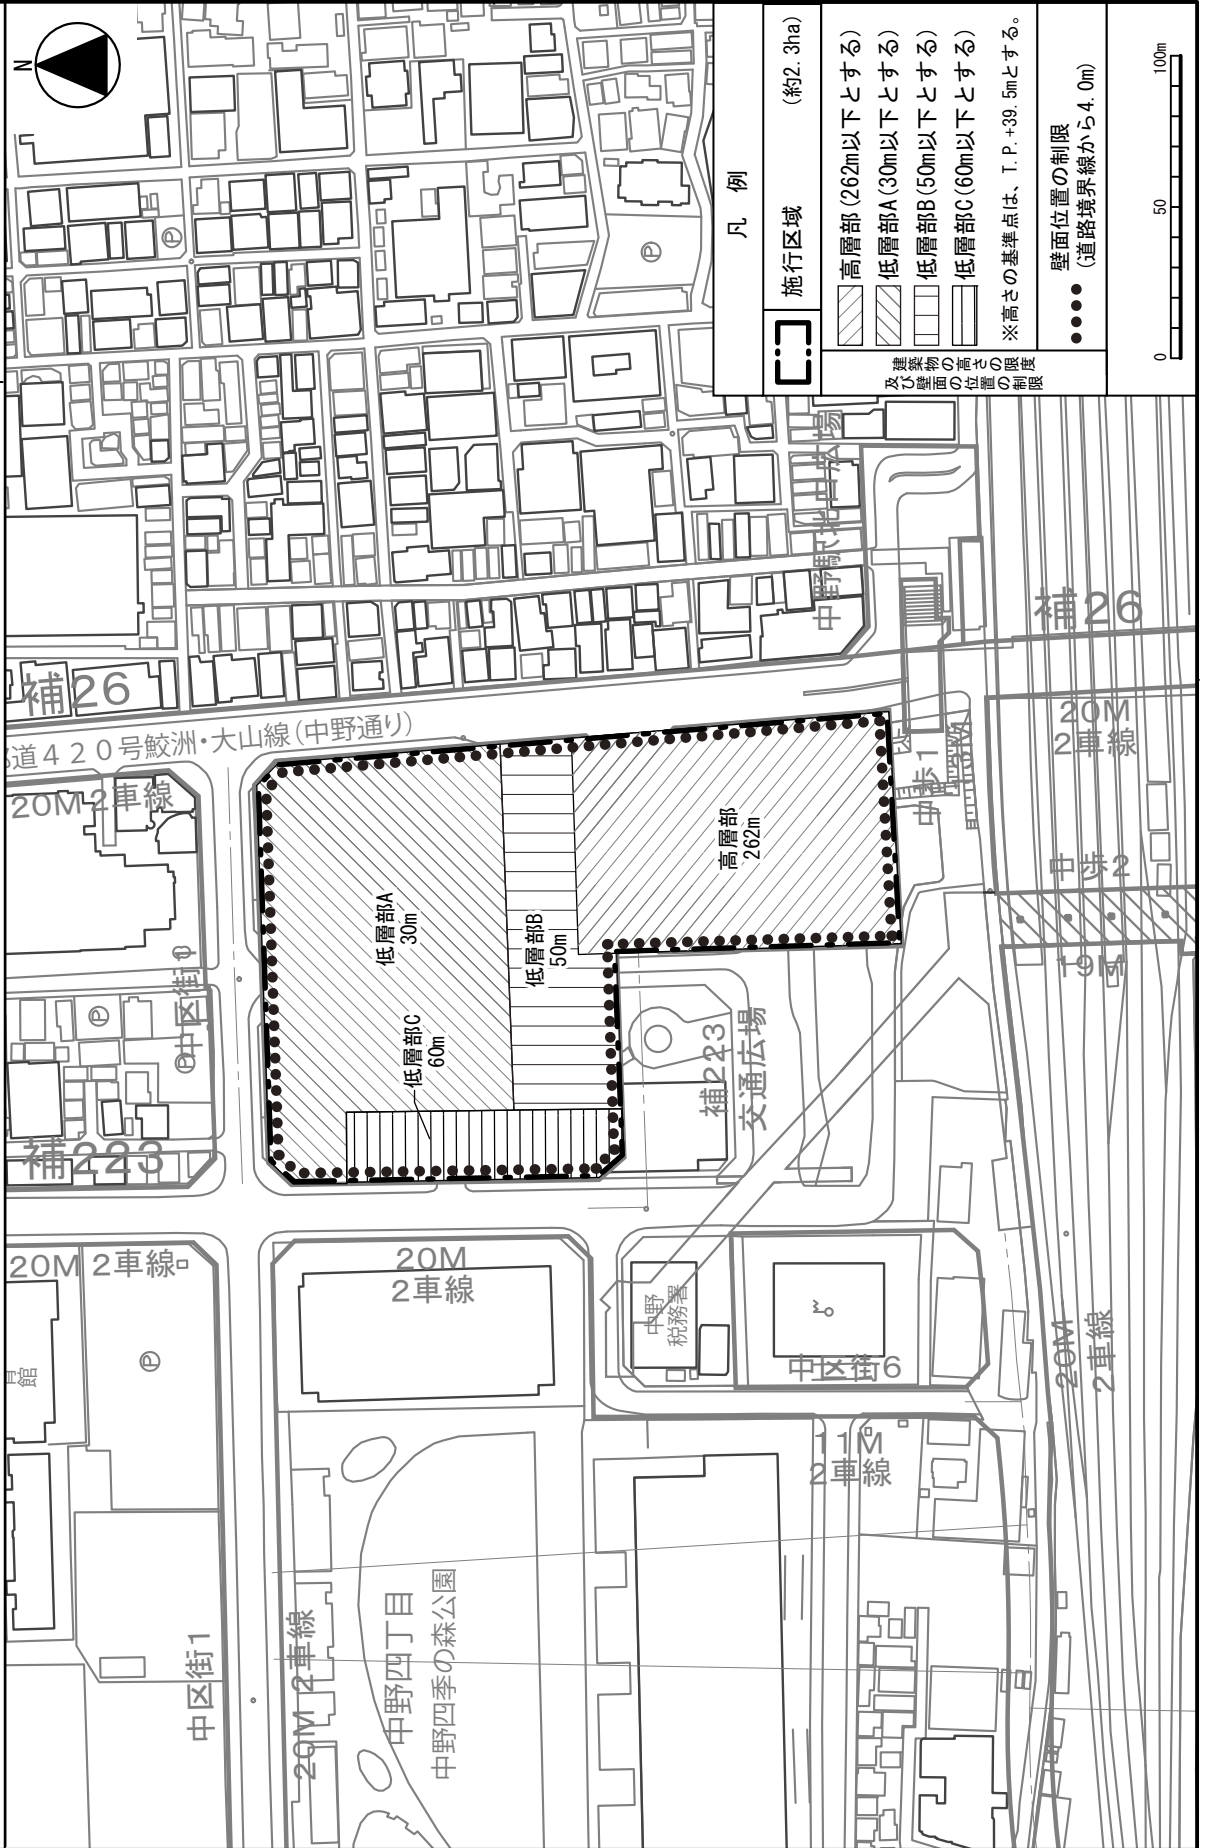 N
凡 例
施行区域 (約2.3ha)
建築物の高さの限度
及び壁面の位置の制限
高層部(262m以下とする)
低層部A(30m以下とする)
低層部B(50m以下とする)
低層部C(60m以下とする)
※高さの基準点は、T.P.+39.5mとする。
壁面位置の制限
(道路境界線から4.0m)
0 50 100m
P
P
補26
道420号鮫洲・大山線(中野通り)
20M 2車線
中野駅北口広場
補26
20M
2車線
中歩1
中歩2
19M
高層部
262m
低層部A
30m
低層部B
50m
低層部C
60m
P
P
補223
補223
交通広場
20M 2車線
20M
2車線
中野
税務署
中区街6
20M
2車線
11M
2車線
P
館
中区街1
20M 2車線
中野四丁目
中野四季の森公園